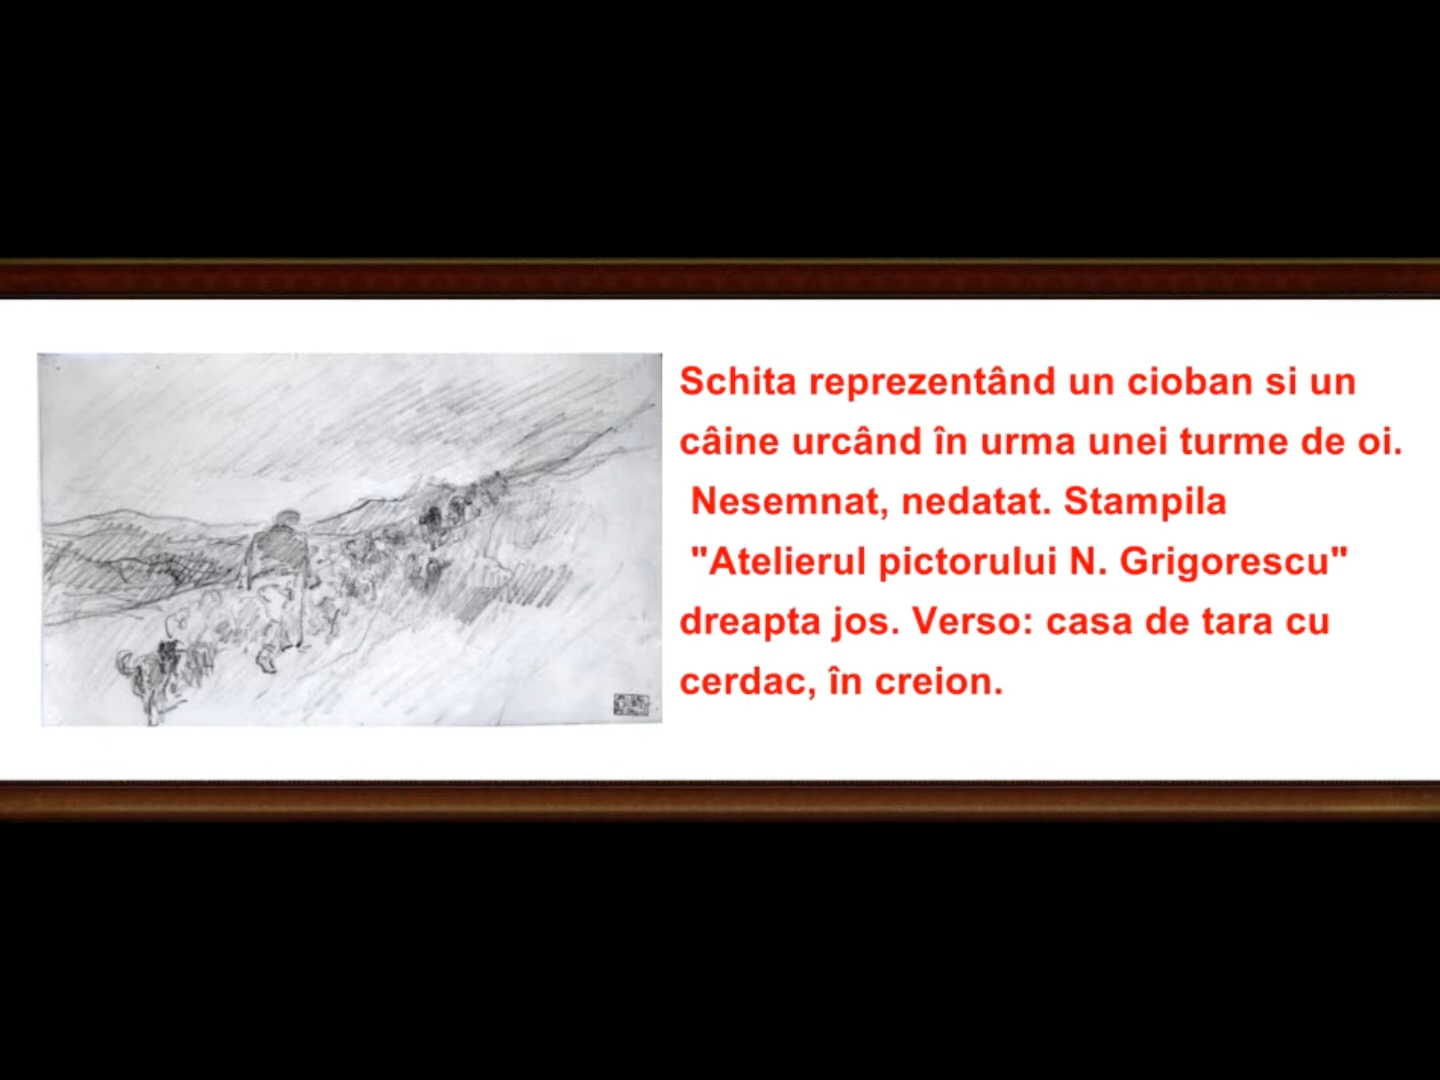 Schita reprezentând un cioban si un
câine urcând în urma unei turme de oi.
Nesemnat, nedatat. Stampila
"Atelierul pictorului N. Grigorescu"
dreapta jos. Verso: casa de tara cu
cerdac, în creion.